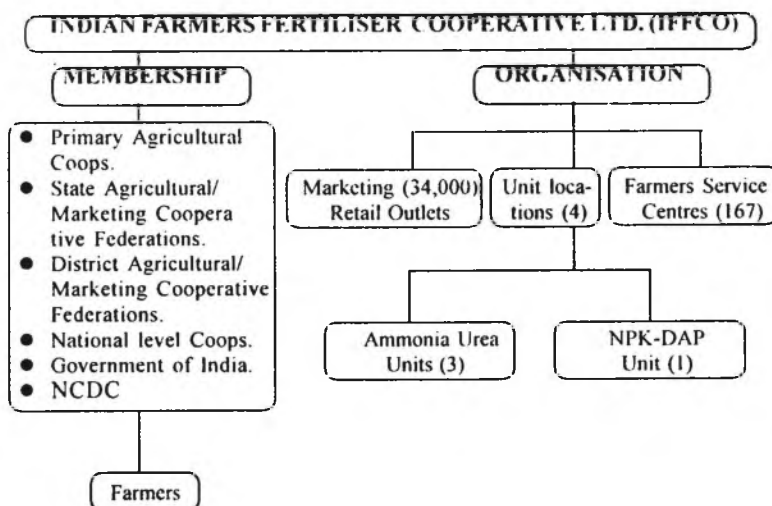 INDIAN FARMERS FERTILISER COOPERATIVE LTD. (IFFCO)
MEMBERSHIP
● Primary Agricultural
Coops.
● State Agricultural/
Marketing Coopera
tive Federations.
● District Agricultural/
Marketing Cooperative
Federations.
● National level Coops.
● Government of India.
● NCDC
Farmers
ORGANISATION
Marketing (34,000)
Retail Outlets
Unit loca-
tions (4)
Farmers Service
Centres (167)
Ammonia Urea
Units (3)
NPK-DAP
Unit (1)